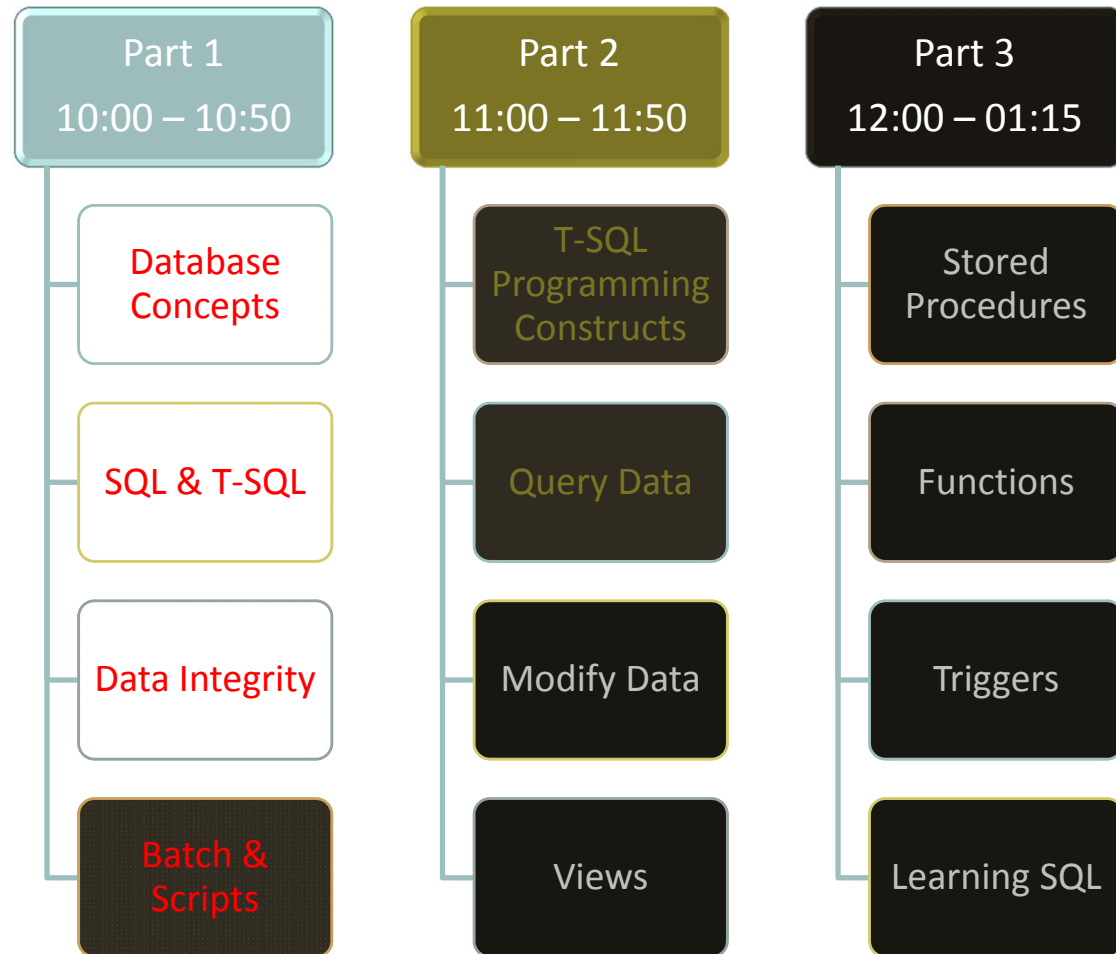 Part 1
10:00 – 10:50
Database
Concepts
SQL & T-SQL
Data Integrity
Batch &
Scripts
Part 2
11:00 – 11:50
T-SQL
Programming
Constructs
Query Data
Modify Data
Views
Part 3
12:00 – 01:15
Stored
Procedures
Functions
Triggers
Learning SQL